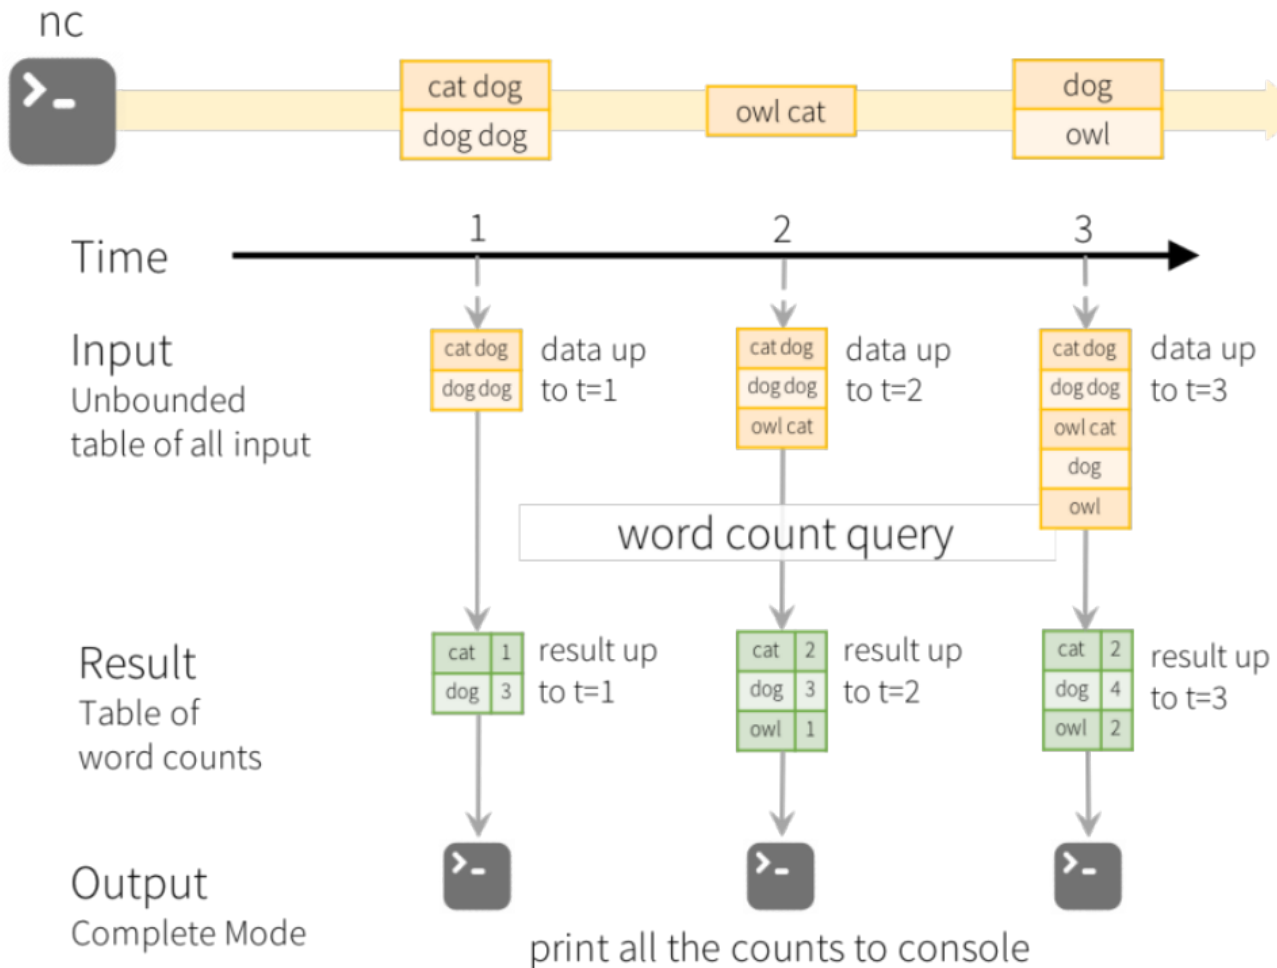 nc
cat dog
dog dog
owl cat
dog
owl
1
2
3
Time
Input
Unbounded
table of all input
cat dog
dog dog
data up
to t=1
cat dog
dog dog
owl cat
data up
to t=2
cat dog
dog dog
owl cat
dog
owl
data up
to t=3
word count query
Result
Table of
word counts
cat 1
dog 3
result up
to t=1
cat 2
dog 3
owl 1
result up
to t=2
cat 2
dog 4
owl 2
result up
to t=3
Output
Complete Mode
print all the counts to console